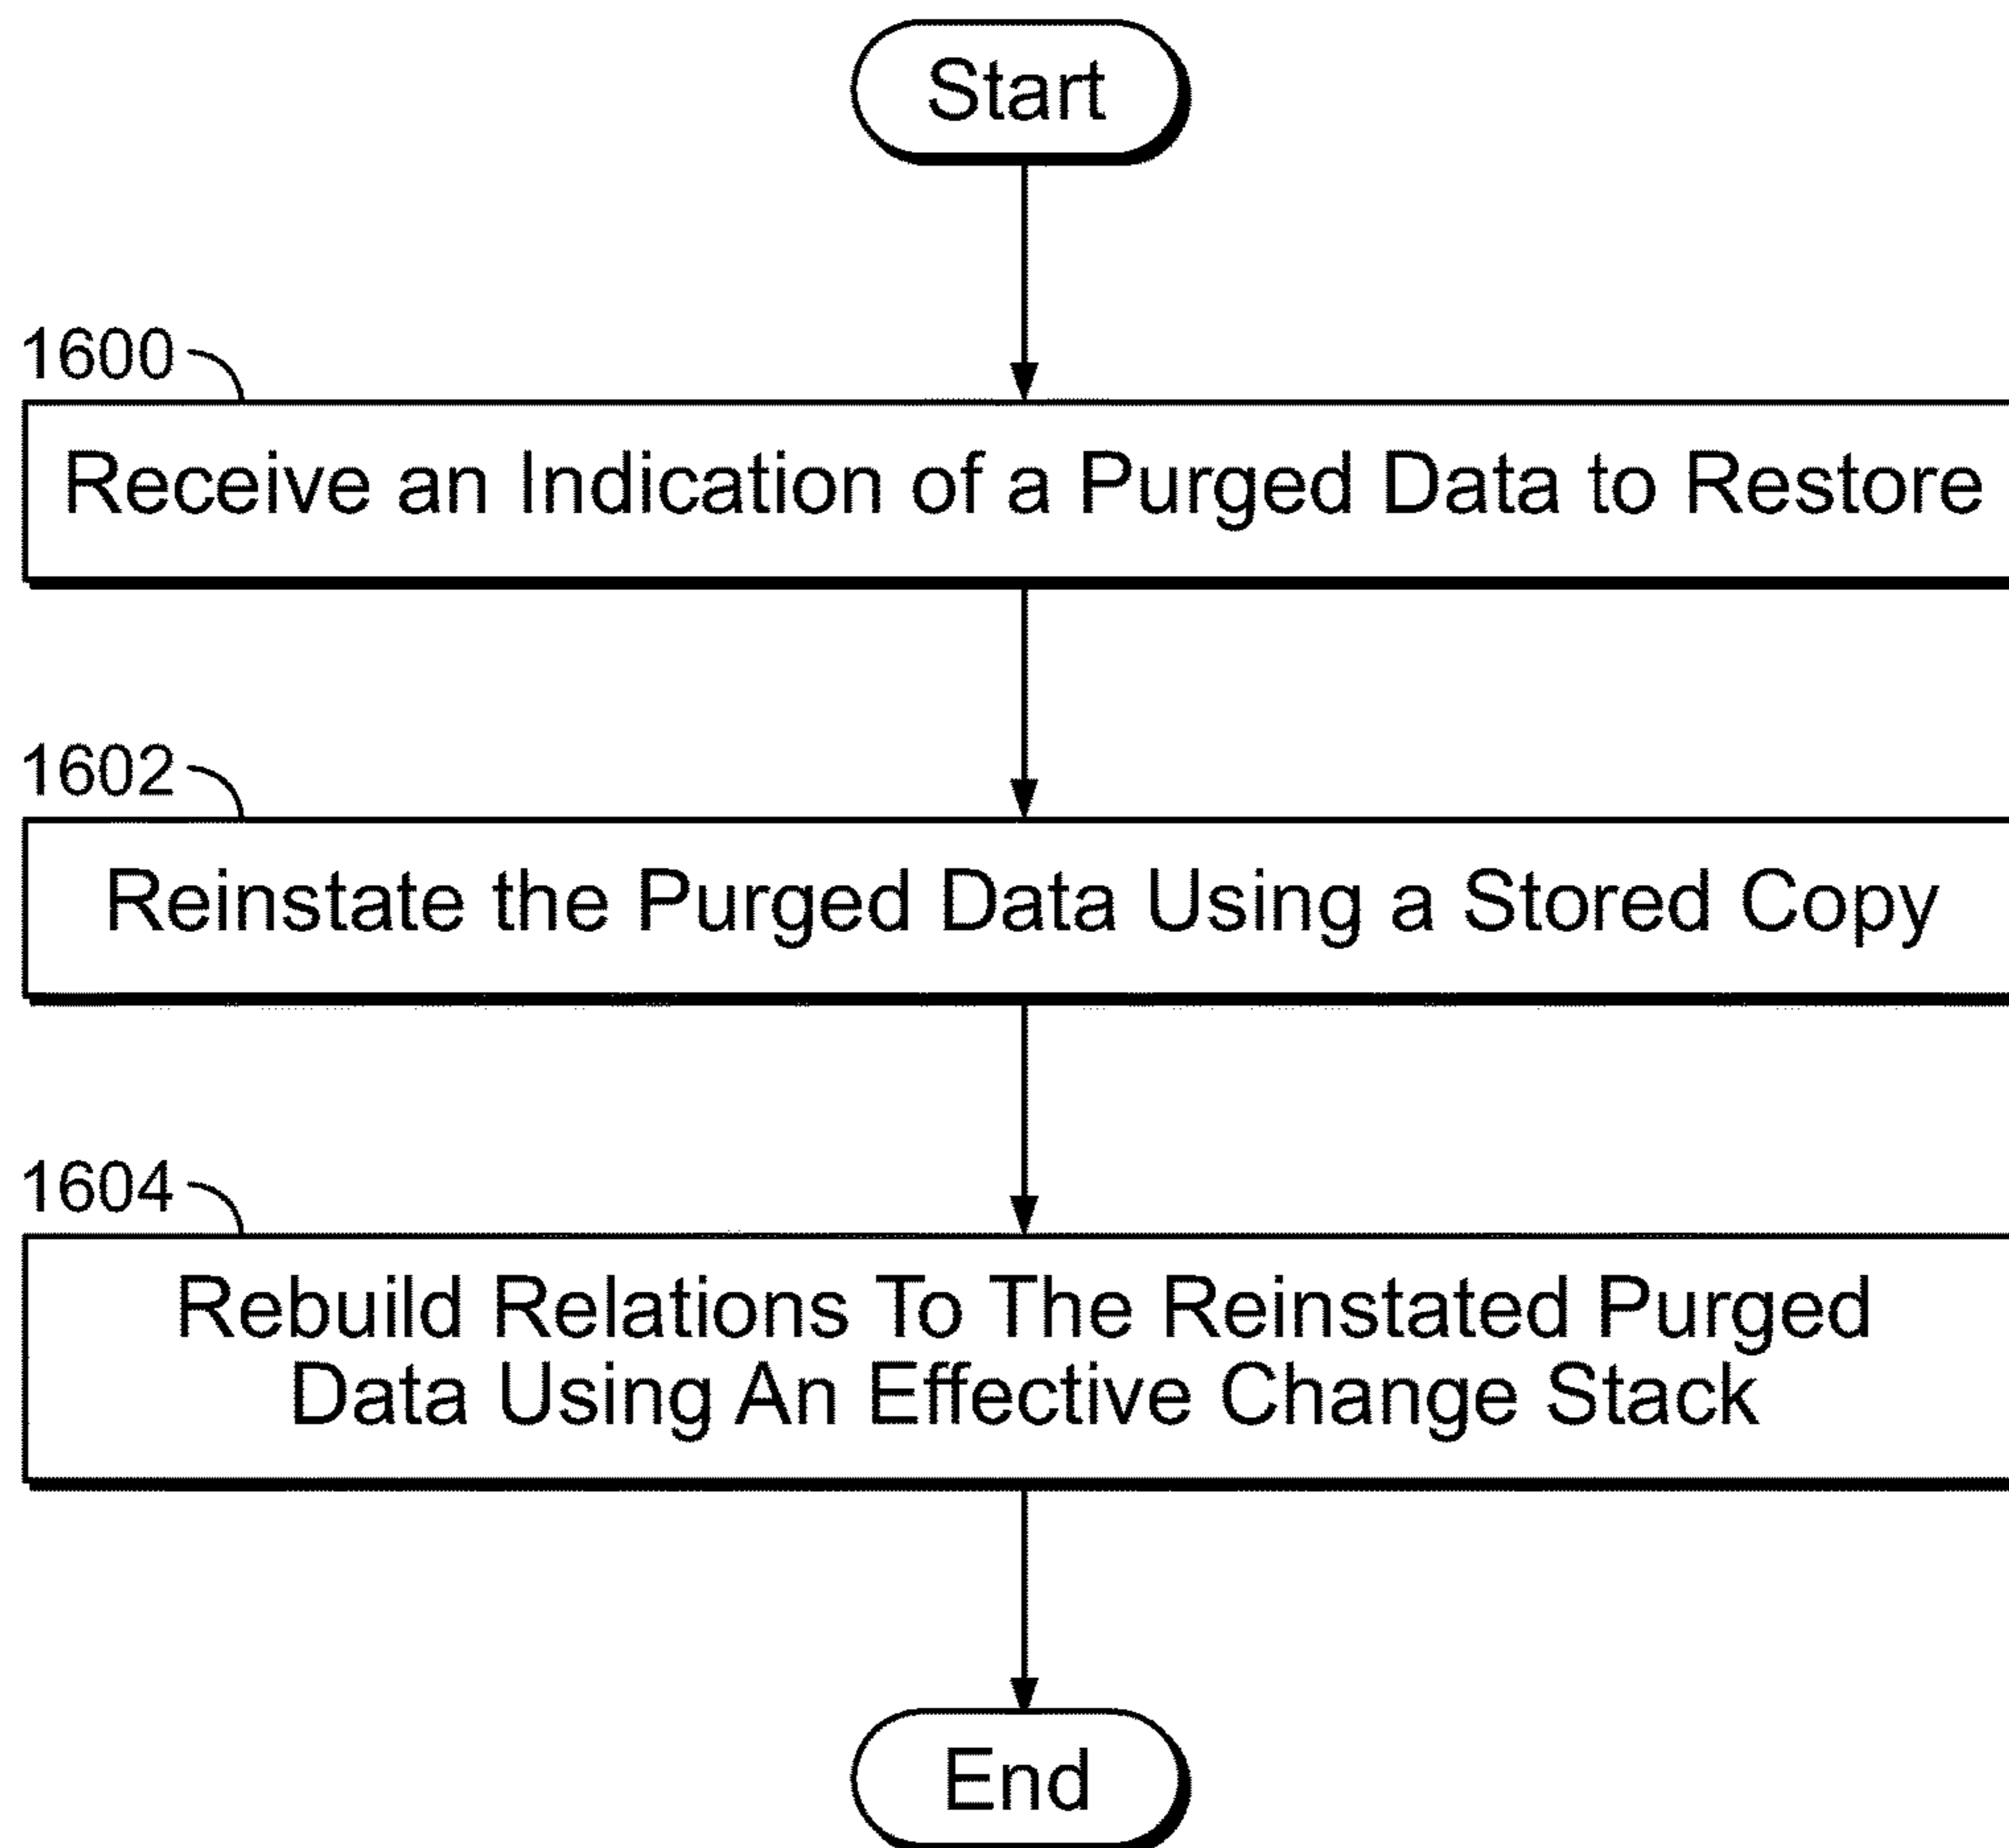 Start
1600
Receive an Indication of a Purged Data to Restore
1602
Reinstate the Purged Data Using a Stored Copy
1604
Rebuild Relations To The Reinstated Purged
Data Using An Effective Change Stack
End